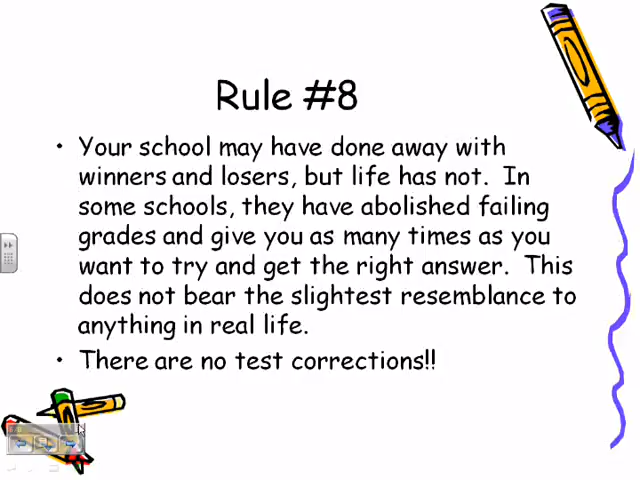 Rule #8
• Your school may have done away with
winners and losers, but life has not.  In
some schools, they have abolished failing
grades and give you as many times as you
want to try and get the right answer.  This
does not bear the slightest resemblance to
anything in real life.
• There are no test corrections!!